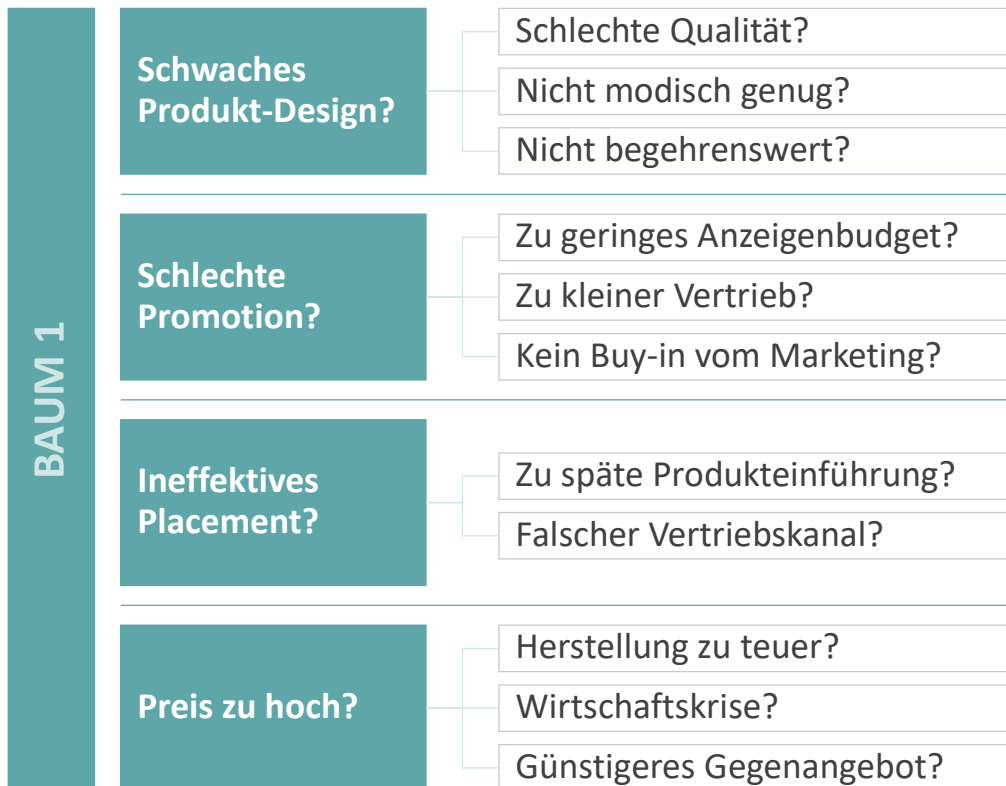 BAUM 1
Schwaches
Produkt-Design?
Schlechte Qualität?
Nicht modisch genug?
Nicht begehrenswert?
Schlechte
Promotion?
Zu geringes Anzeigenbudget?
Zu kleiner Vertrieb?
Kein Buy-in vom Marketing?
Ineffektives
Placement?
Zu späte Produkteinführung?
Falscher Vertriebskanal?
Preis zu hoch?
Herstellung zu teuer?
Wirtschaftskrise?
Günstigeres Gegenangebot?